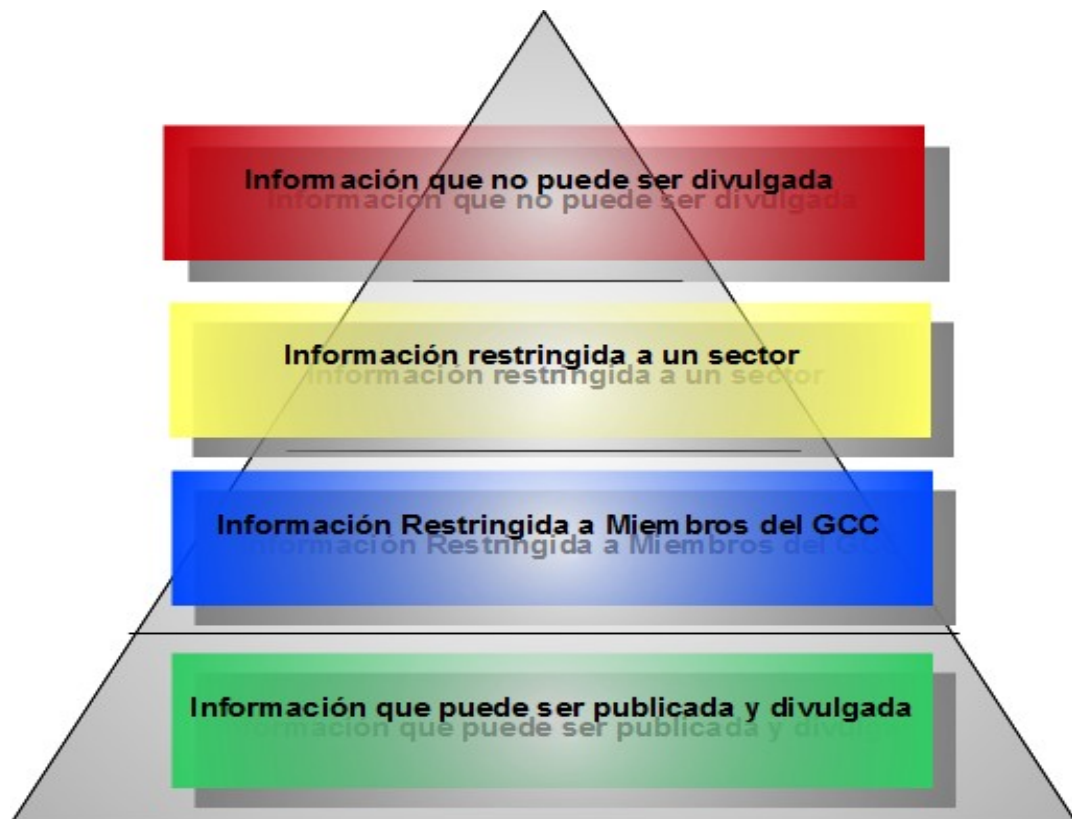 Información que no puede ser divulgada
Información restringida a un sector
Información Restringida a Miembros del GCC
Información que puede ser publicada y divulgada